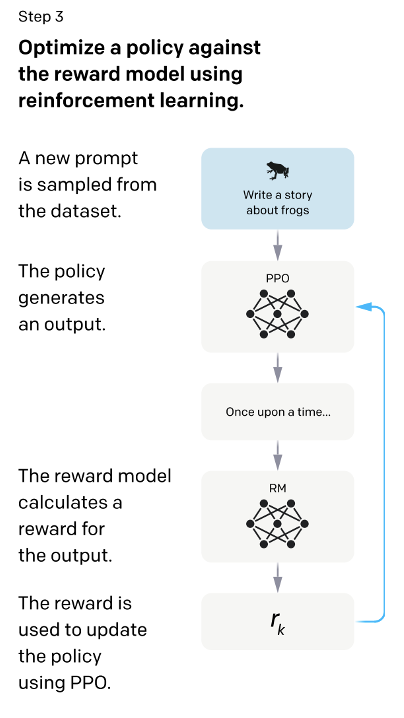 Step 3
Optimize a policy against
the reward model using
reinforcement learning.
A new prompt
is sampled from
the dataset.
Write a story
about frogs
The policy
generates
an output.
PPO
Once upon a time...
The reward model
calculates a
reward for
the output.
RM
The reward is
used to update
the policy
using PPO.
r_k